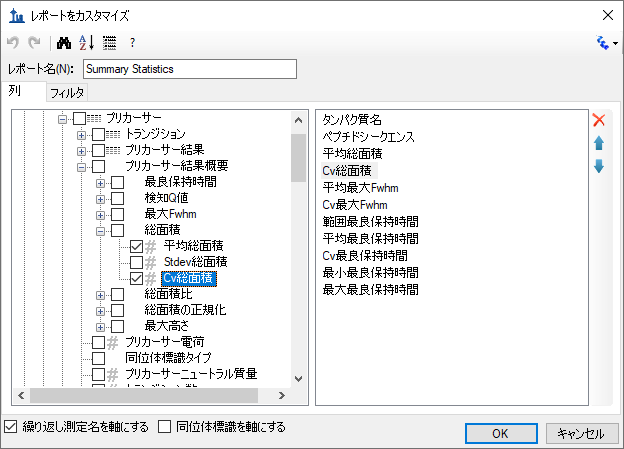 レポートをカスタマイズ
レポート名(N): Summary Statistics
列
フィルタ
プリカーサー
トランジション
プリカーサー結果
プリカーサー結果概要
最良保持時間
検知Q値
最大Fwhm
総面積
平均総面積
Stdev総面積
Cv総面積
総面積比
総面積の正規化
最大高さ
プリカーサー電荷
同位体標識タイプ
プリカーサーニュートラル質量
タンパク質名
ペプチドシークエンス
平均総面積
Cv総面積
平均最大Fwhm
Cv最大Fwhm
範囲最良保持時間
平均最良保持時間
Cv最良保持時間
最小最良保持時間
最大最良保持時間
繰り返し測定名を軸にする
同位体標識を軸にする
OK
キャンセル